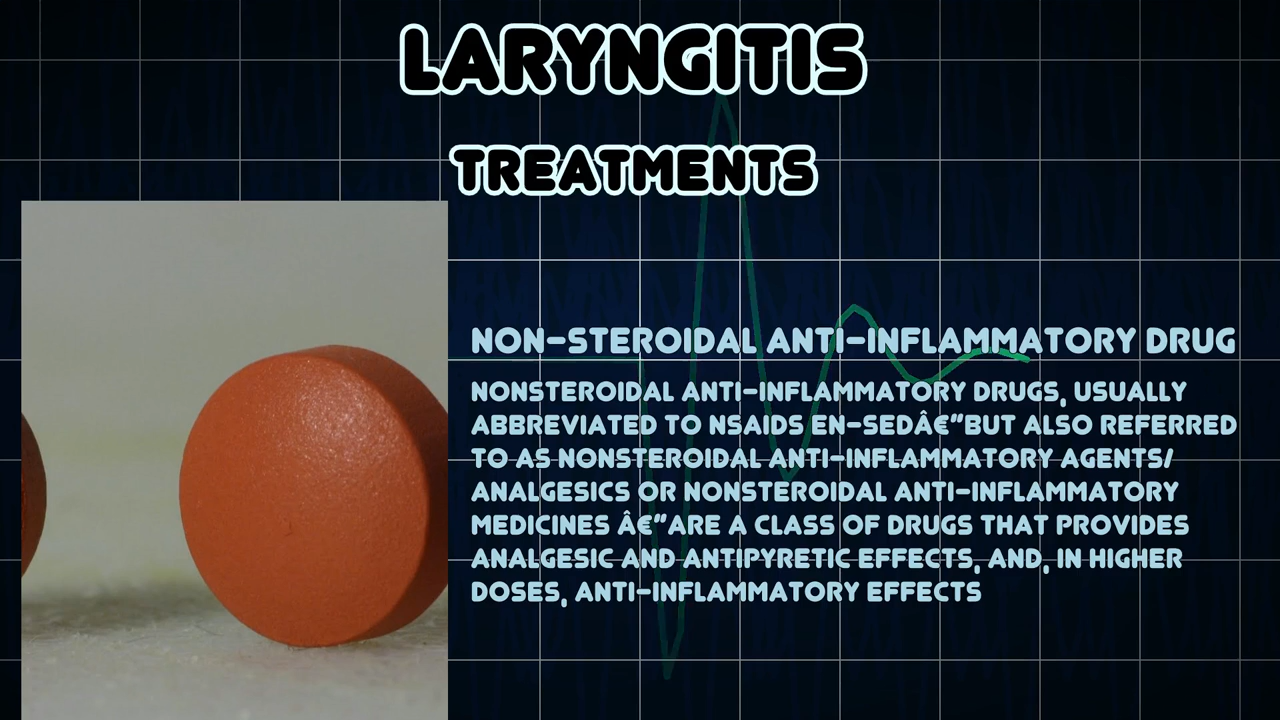 LARYNGITIS
TREATMENTS
NON-STEROIDAL ANTI-INFLAMMATORY DRUG
NONSTEROIDAL ANTI-INFLAMMATORY DRUGS, USUALLY
ABBREVIATED TO NSAIDS EN-SEDÂ€"BUT ALSO REFERRED
TO AS NONSTEROIDAL ANTI-INFLAMMATORY AGENTS/
ANALGESICS OR NONSTEROIDAL ANTI-INFLAMMATORY
MEDICINES Â€"ARE A CLASS OF DRUGS THAT PROVIDES
ANALGESIC AND ANTIPYRETIC EFFECTS, AND, IN HIGHER
DOSES, ANTI-INFLAMMATORY EFFECTS